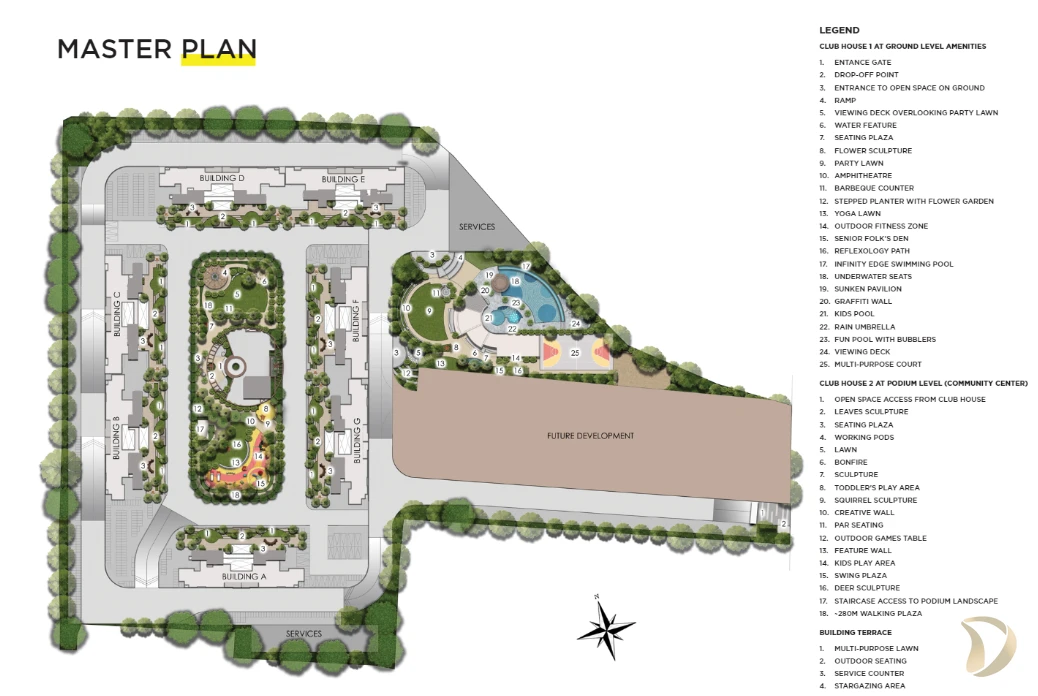 MASTER PLAN
LEGEND
CLUB HOUSE 1 AT GROUND LEVEL AMENITIES
1. ENTANCE GATE
2. DROP-OFF POINT
3. ENTRANCE TO OPEN SPACE ON GROUND
4. RAMP
5. VIEWING DECK OVERLOOKING PARTY LAWN
6. WATER FEATURE
7. SEATING PLAZA
8. FLOWER SCULPTURE
9. PARTY LAWN
10. AMPHITHEATRE
11. BARBEQUE COUNTER
12. STEPPED PLANTER WITH FLOWER GARDEN
13. YOGA LAWN
14. OUTDOOR FITNESS ZONE
15. SENIOR FOLK'S DEN
16. REFLEXOLOGY PATH
17. INFINITY EDGE SWIMMING POOL
18. UNDERWATER SEATS
19. SUNKEN PAVILION
20. GRAFFITI WALL
21. KIDS POOL
22. RAIN UMBRELLA
23. FUN POOL WITH BUBBLERS
24. VIEWING DECK
25. MULTI-PURPOSE COURT
CLUB HOUSE 2 AT PODIUM LEVEL (COMMUNITY CENTER)
1. OPEN SPACE ACCESS FROM CLUB HOUSE
2. LEAVES SCULPTURE
3. SEATING PLAZA
4. WORKING PODS
5. LAWN
6. BONFIRE
7. SCULPTURE
8. TODDLER'S PLAY AREA
9. SQUIRREL SCULPTURE
10. CREATIVE WALL
11. PAR SEATING
12. OUTDOOR GAMES TABLE
13. FEATURE WALL
14. KIDS PLAY AREA
15. SWING PLAZA
16. DEER SCULPTURE
17. STAIRCASE ACCESS TO PODIUM LANDSCAPE
18. ~280M WALKING PLAZA
BUILDING TERRACE
1. MULTI-PURPOSE LAWN
2. OUTDOOR SEATING
3. SERVICE COUNTER
4. STARGAZING AREA
BUILDING D
BUILDING E
SERVICES
BUILDING C
BUILDING F
BUILDING B
BUILDING G
FUTURE DEVELOPMENT
BUILDING A
SERVICES
N